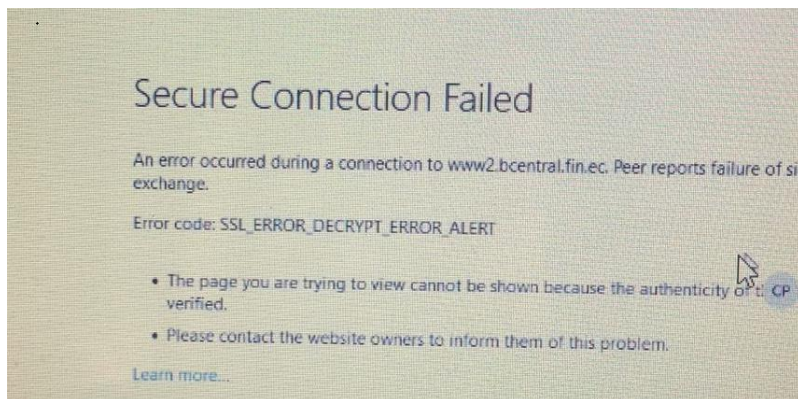 Secure Connection Failed
An error occurred during a connection to www2.bcentral.fin.ec. Peer reports failure of si
exchange.
Error code: SSL_ERROR_DECRYPT_ERROR_ALERT
• The page you are trying to view cannot be shown because the authenticity of t CP
verified.
• Please contact the website owners to inform them of this problem.
Learn more...